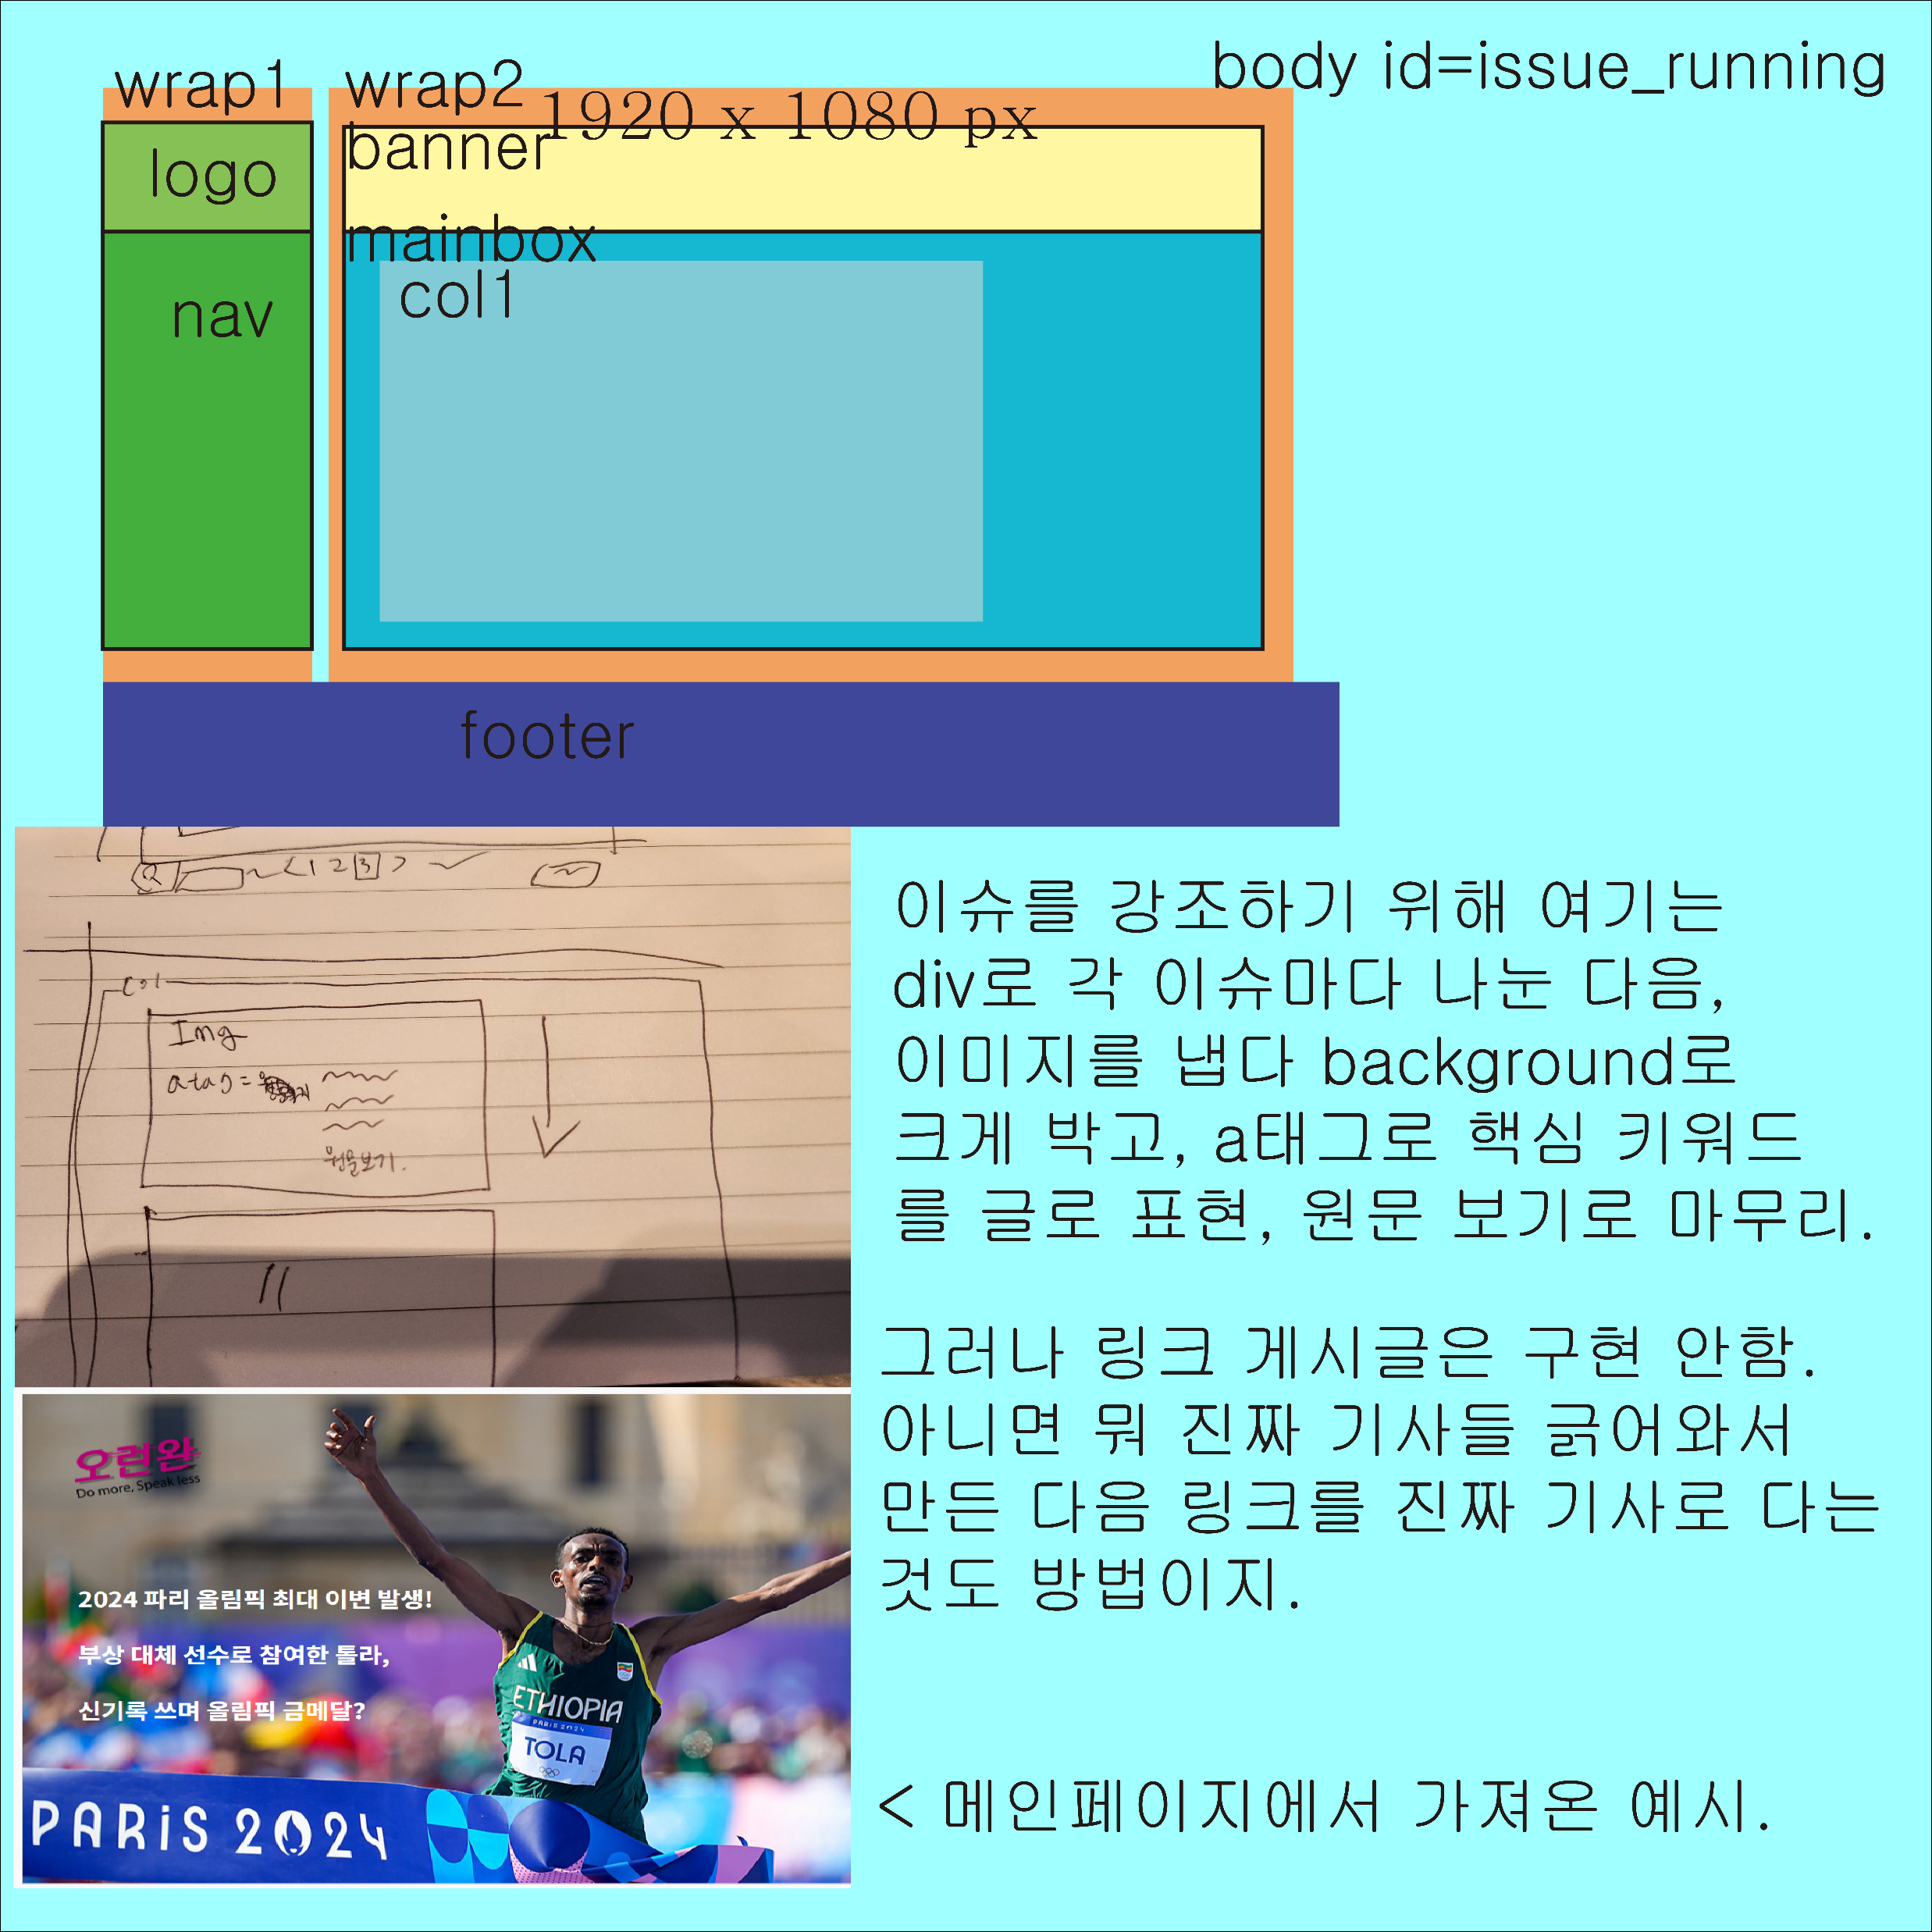 body id=issue_running
wrap1
wrap2
1920 x 1080 px
banner
logo
mainbox
col1
nav
footer
<1 2 3 >
col
Img
a tag =
원문보기.
이슈를 강조하기 위해 여기는
div로 각 이슈마다 나눈 다음,
이미지를 냅다 background로
크게 박고, a태그로 핵심 키워드
를 글로 표현, 원문 보기로 마무리.
그러나 링크 게시글은 구현 안함.
아니면 뭐 진짜 기사들 긁어와서
만든 다음 링크를 진짜 기사로 다는
것도 방법이지.
오런완
Do more, Speak less
2024 파리 올림픽 최대 이변 발생!
부상 대체 선수로 참여한 톨라,
신기록 쓰며 올림픽 금메달?
ETHIOPIA
PARIS 2024
TOLA
PARIS 2024
< 메인페이지에서 가져온 예시.